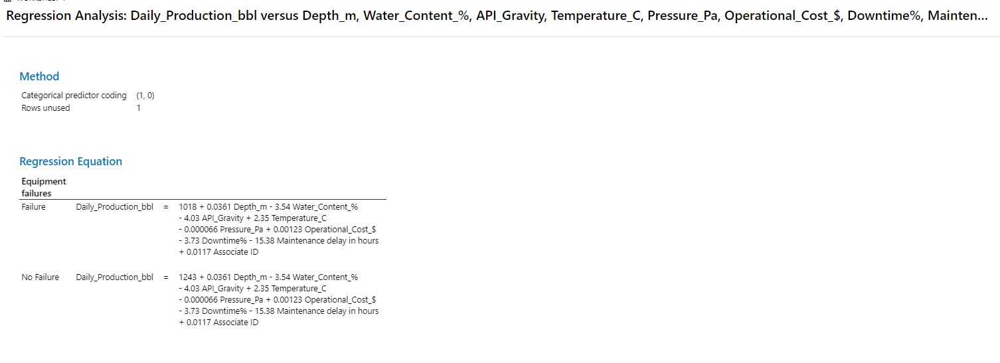 Regression Analysis: Daily_Production_bbl versus Depth_m, Water_Content_%, API_Gravity, Temperature_C, Pressure_Pa, Operational_Cost_$, Downtime%, Mainten...
Method
Categorical predictor coding (1, 0)
Rows unused 1
Regression Equation
Equipment
failures
Failure Daily_Production_bbl = 1018 + 0.0361 Depth_m - 3.54 Water_Content_%
- 4.03 API_Gravity + 2.35 Temperature_C
- 0.000066 Pressure_Pa + 0.00123 Operational_Cost_$
- 3.73 Downtime% - 15.38 Maintenance delay in hours
+ 0.0117 Associate ID
No Failure Daily_Production_bbl = 1243 + 0.0361 Depth_m - 3.54 Water_Content_%
- 4.03 API_Gravity + 2.35 Temperature_C
- 0.000066 Pressure_Pa + 0.00123 Operational_Cost_$
- 3.73 Downtime% - 15.38 Maintenance delay in hours
+ 0.0117 Associate ID